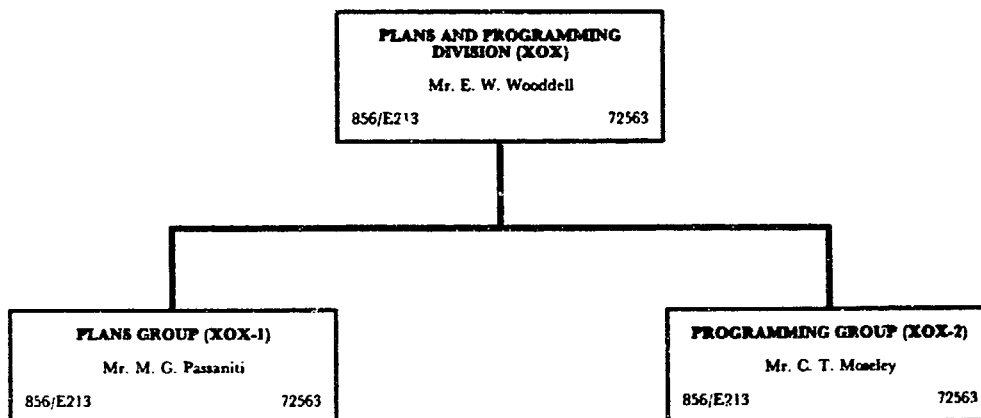 PLANS AND PROGRAMMING
DIVISION (XOX)
Mr. E. W. Wooddell
856/E213 72563
PLANS GROUP (XOX-1)
Mr. M. G. Passaniti
856/E213 72563
PROGRAMMING GROUP (XOX-2)
Mr. C. T. Moseley
856/E213 72563